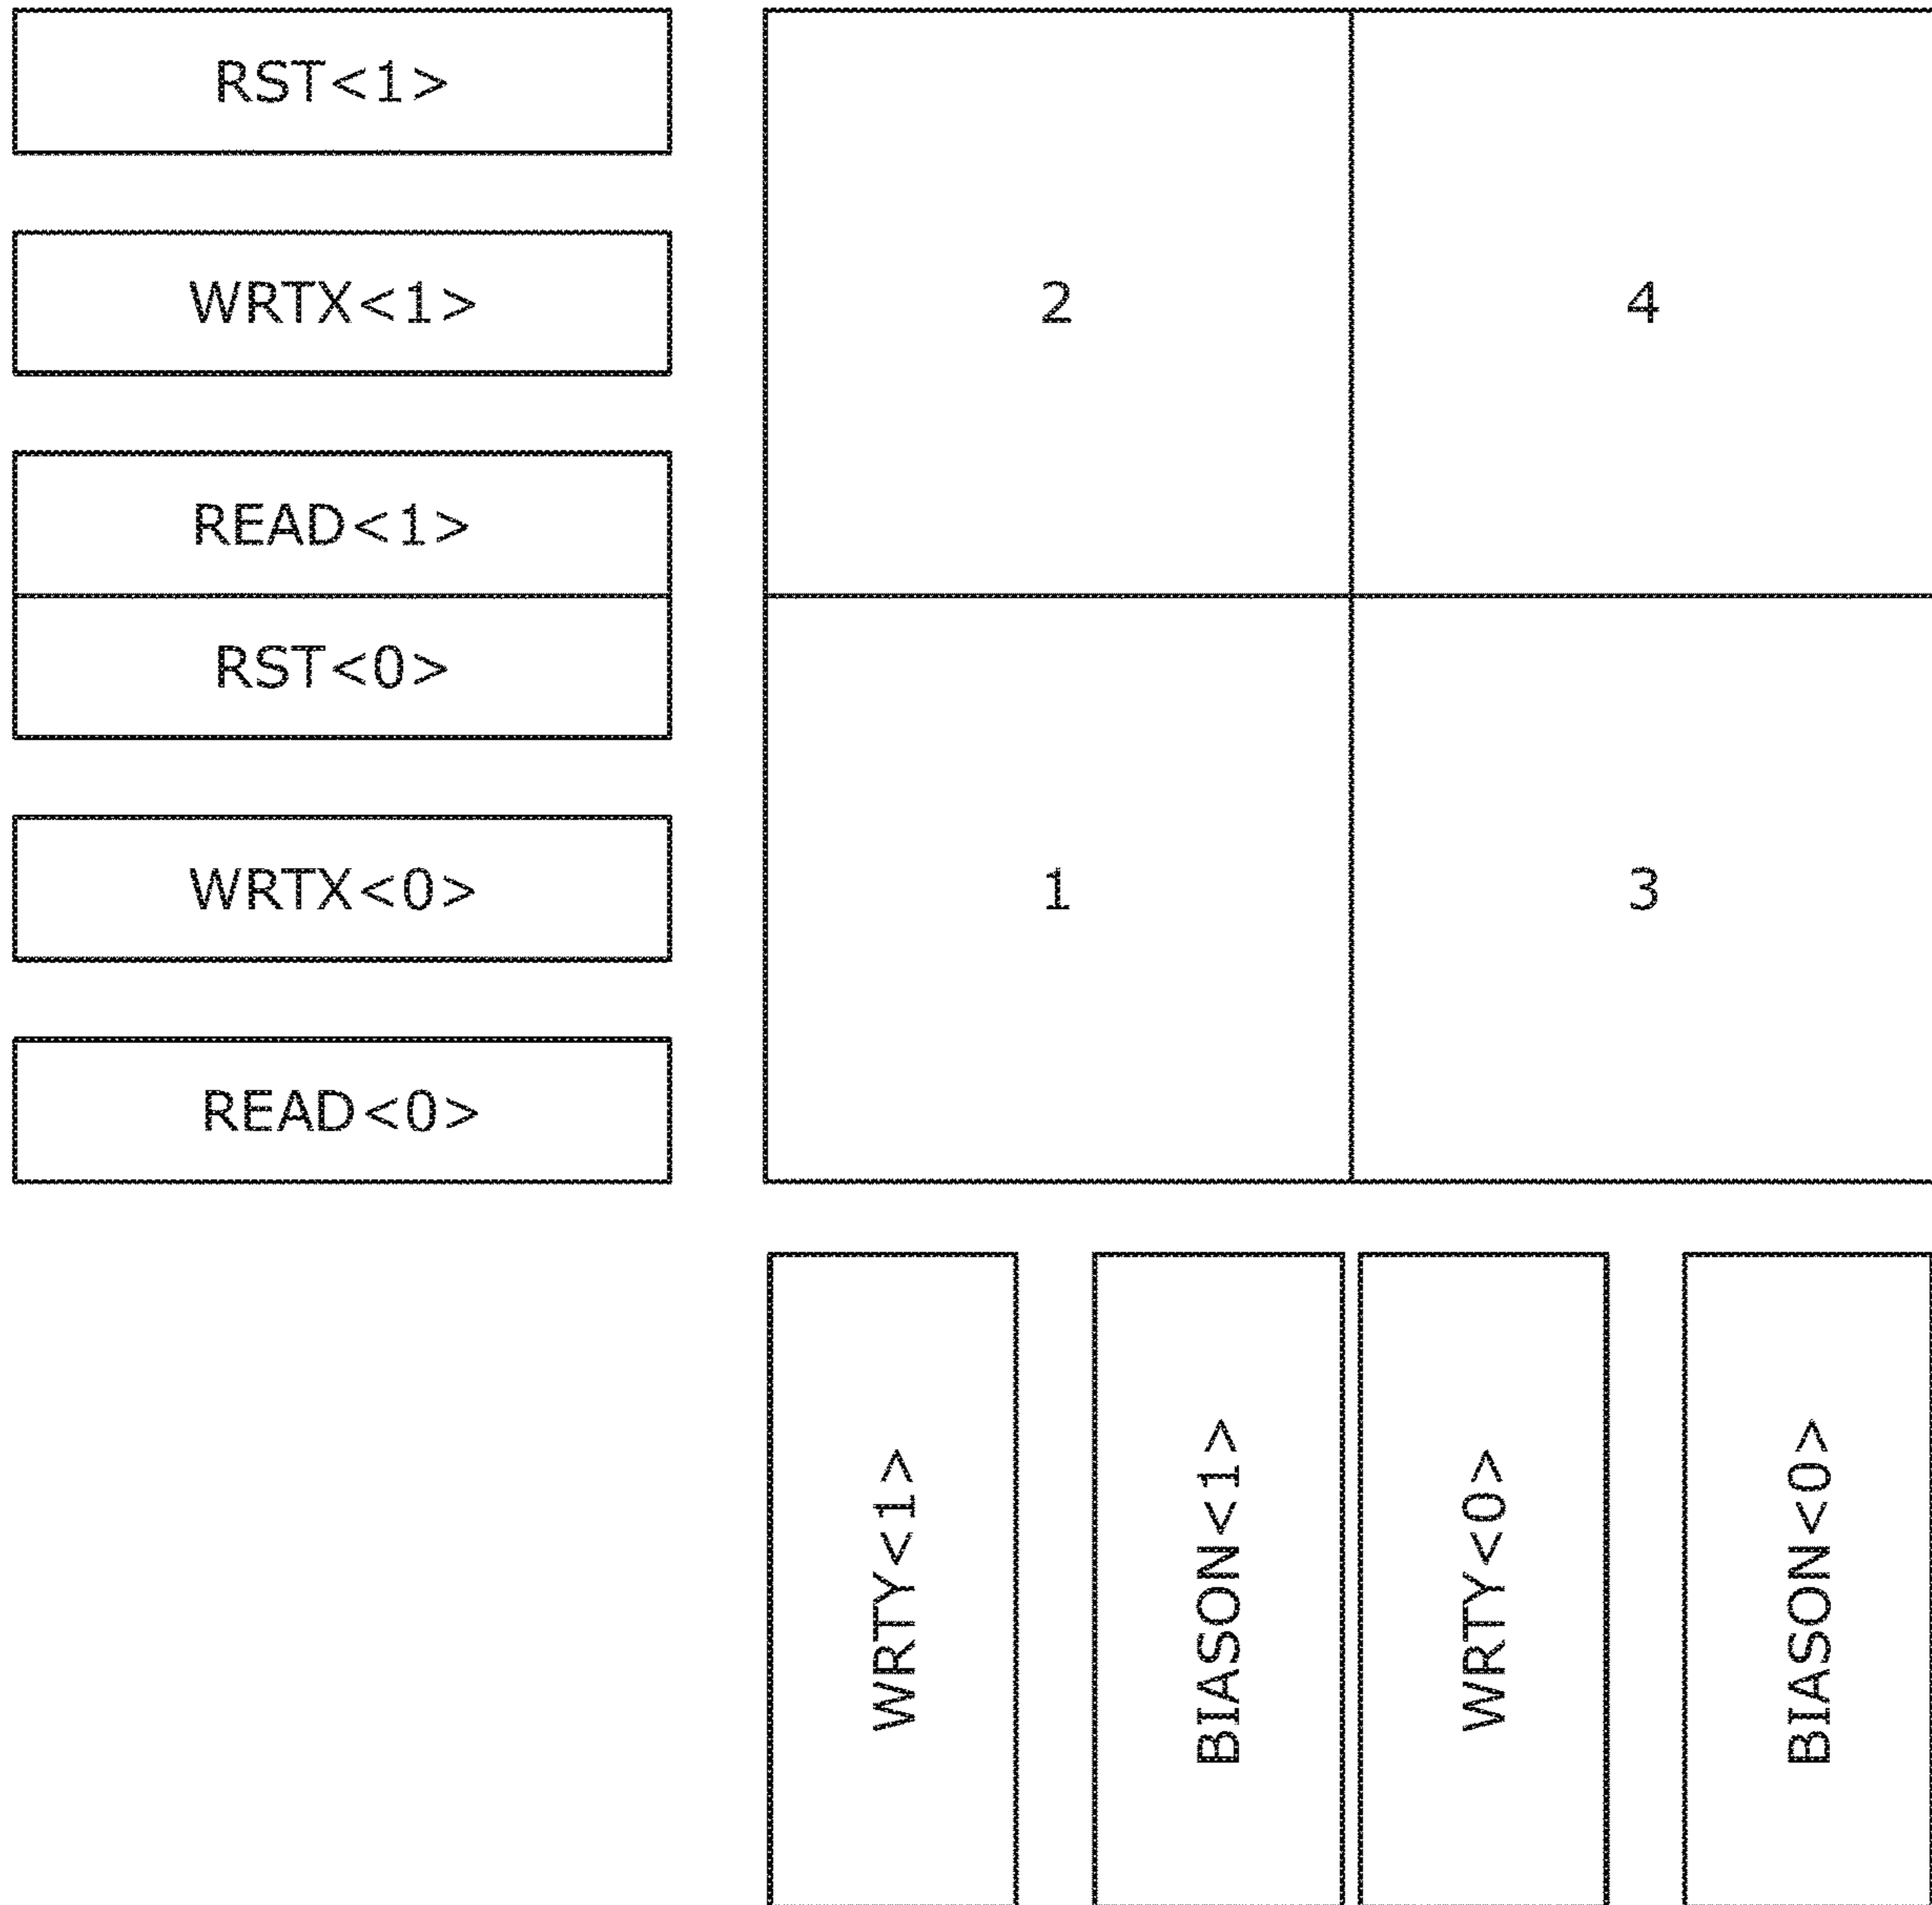 RST<1>
WRTX<1>
2
4
READ<1>
RST<0>
WRTX<0>
1
3
READ<0>
WRTY<1>
BIASON<1>
WRTY<0>
BIASON<0>